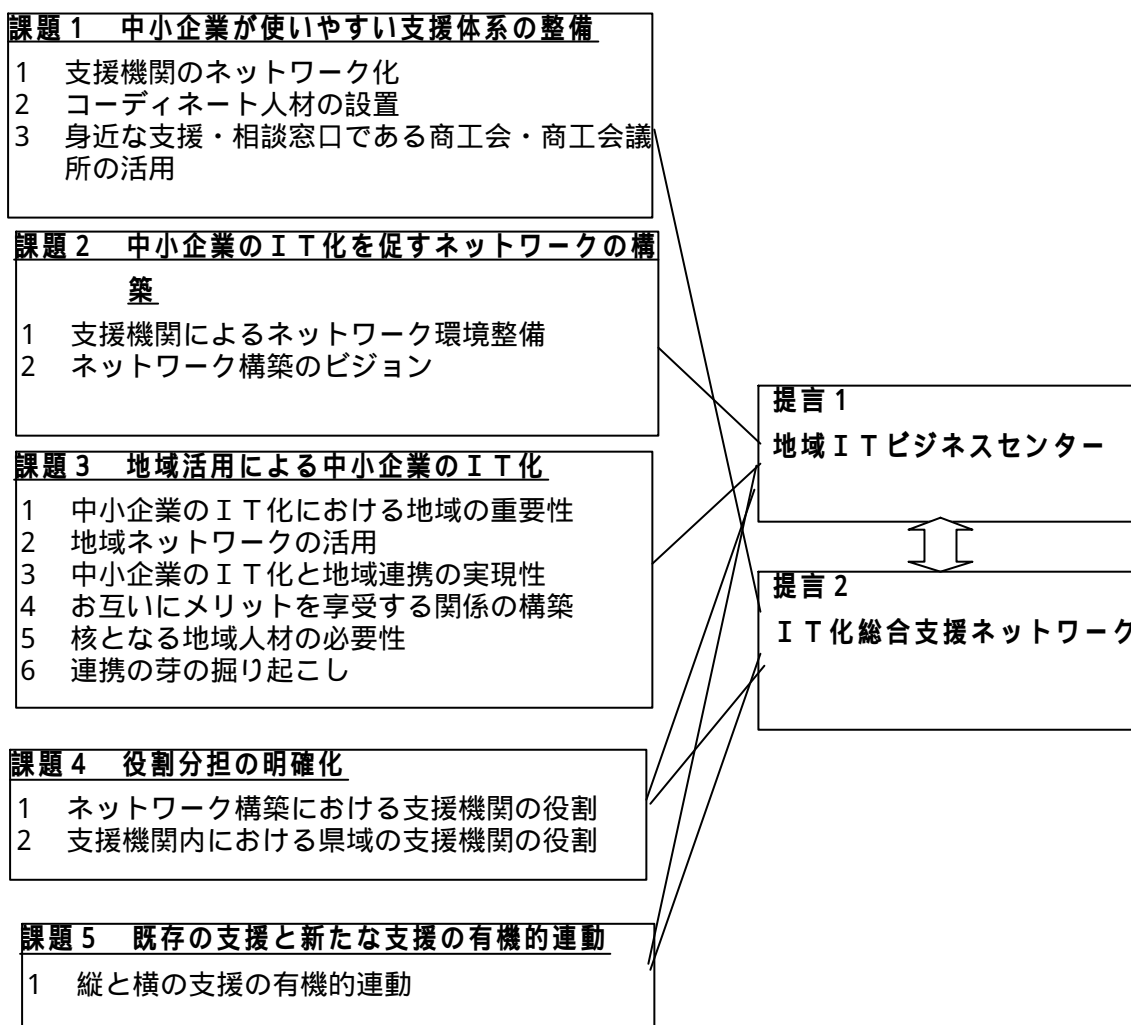 課題1　中小企業が使いやすい支援体系の整備
1　支援機関のネットワーク化
2　コーディネート人材の設置
3　身近な支援・相談窓口である商工会・商工会議
所の活用
課題2　中小企業のIT化を促すネットワークの構
築
1　支援機関によるネットワーク環境整備
2　ネットワーク構築のビジョン
課題3　地域活用による中小企業のIT化
1　中小企業のIT化における地域の重要性
2　地域ネットワークの活用
3　中小企業のIT化と地域連携の実現性
4　お互いにメリットを享受する関係の構築
5　核となる地域人材の必要性
6　連携の芽の掘り起こし
課題4　役割分担の明確化
1　ネットワーク構築における支援機関の役割
2　支援機関内における県域の支援機関の役割
課題5　既存の支援と新たな支援の有機的連動
1　縦と横の支援の有機的連動
提言1
地域ITビジネスセンター
提言2
IT化総合支援ネットワーク